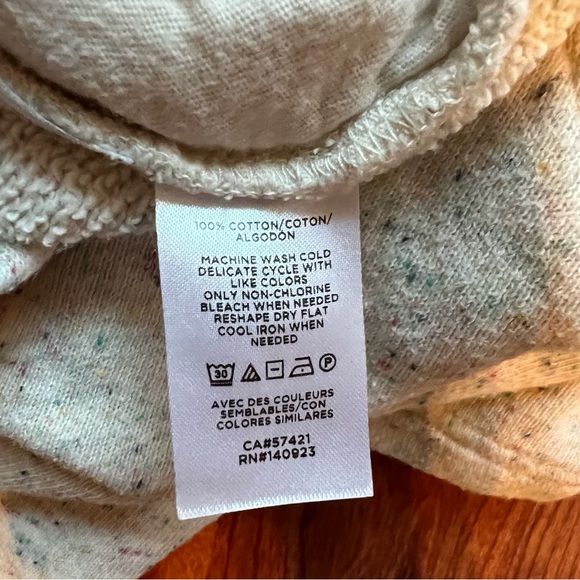 100% COTTON/COTON/
ALGODÓN
MACHINE WASH COLD
DELICATE CYCLE WITH
LIKE COLORS
ONLY NON-CHLORINE
BLEACH WHEN NEEDED
RESHAPE DRY FLAT
COOL IRON WHEN
NEEDED
30 P
AVEC DES COULEURS
SEMBLABLES/CON
COLORES SIMILARES
CA#57421
RN#140923